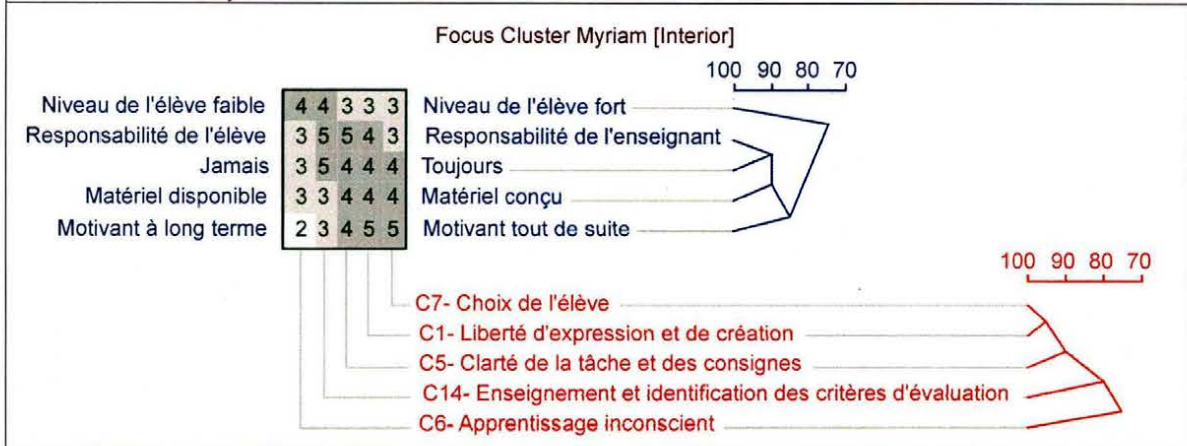 Focus Cluster Myriam [Interior]
100 90 80 70
Niveau de l'élève faible 4 4 3 3 3 Niveau de l'élève fort
Responsabilité de l'élève 3 5 5 4 3 Responsabilité de l'enseignant
Jamais 3 5 4 4 4 Toujours
Matériel disponible 3 3 4 4 4 Matériel conçu
Motivant à long terme 2 3 4 5 5 Motivant tout de suite
100 90 80 70
C7- Choix de l'élève
C1- Liberté d'expression et de création
C5- Clarté de la tâche et des consignes
C14- Enseignement et identification des critères d'évaluation
C6- Apprentissage inconscient